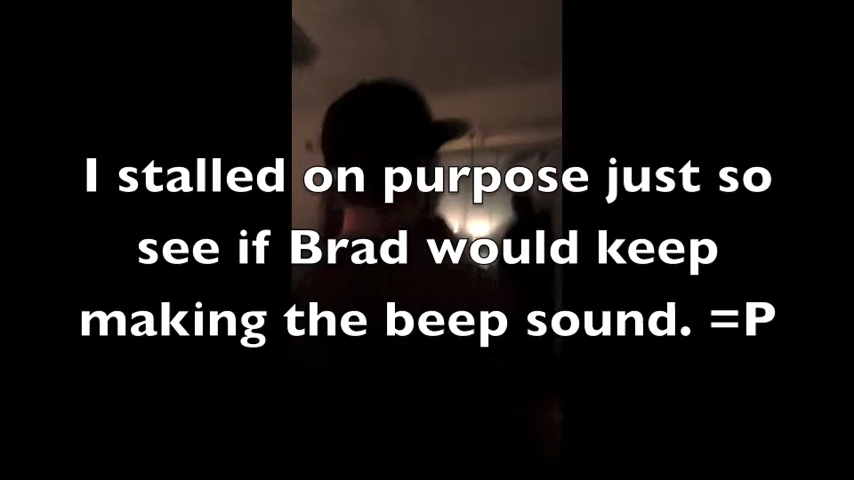 I stalled on purpose just so
see if Brad would keep
making the beep sound. =P